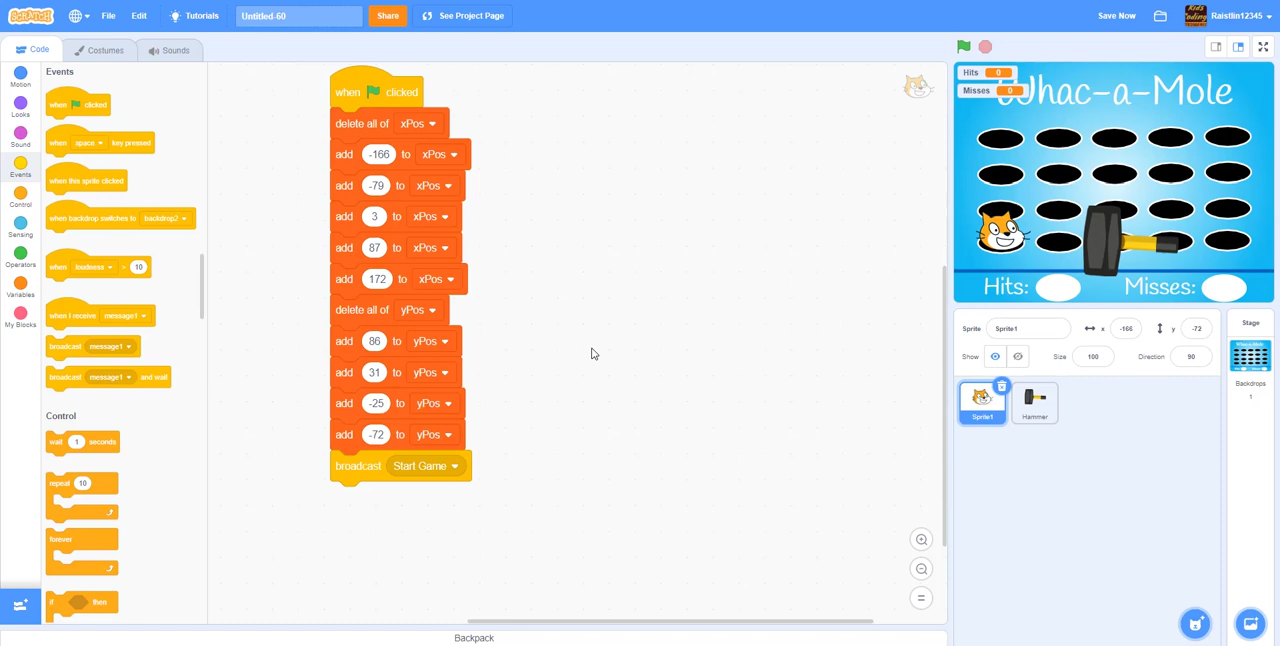 SCRATCH File Edit Tutorials Untitled-60 Share See Project Page Save Now Raistlin12345
Code Costumes Sounds
Motion
Looks
Sound
Events
Control
Sensing
Operators
Variables
My Blocks
Events
when clicked
when space key pressed
when this sprite clicked
when backdrop switches to backdrop2
when loudness > 10
when I receive message1
broadcast message1
broadcast message1 and wait
Control
wait 1 seconds
repeat 10
forever
if then
when clicked
delete all of xPos
add -166 to xPos
add -79 to xPos
add 3 to xPos
add 87 to xPos
add 172 to xPos
delete all of yPos
add 86 to yPos
add 31 to yPos
add -25 to yPos
add -72 to yPos
broadcast Start Game
Hits 0
Misses 0
Whac-a-Mole
Hits: Misses:
Sprite Sprite1 x -166 y -72
Show Size 100 Direction 90
Sprite1 Hammer
Stage
Backdrops
1
Backpack